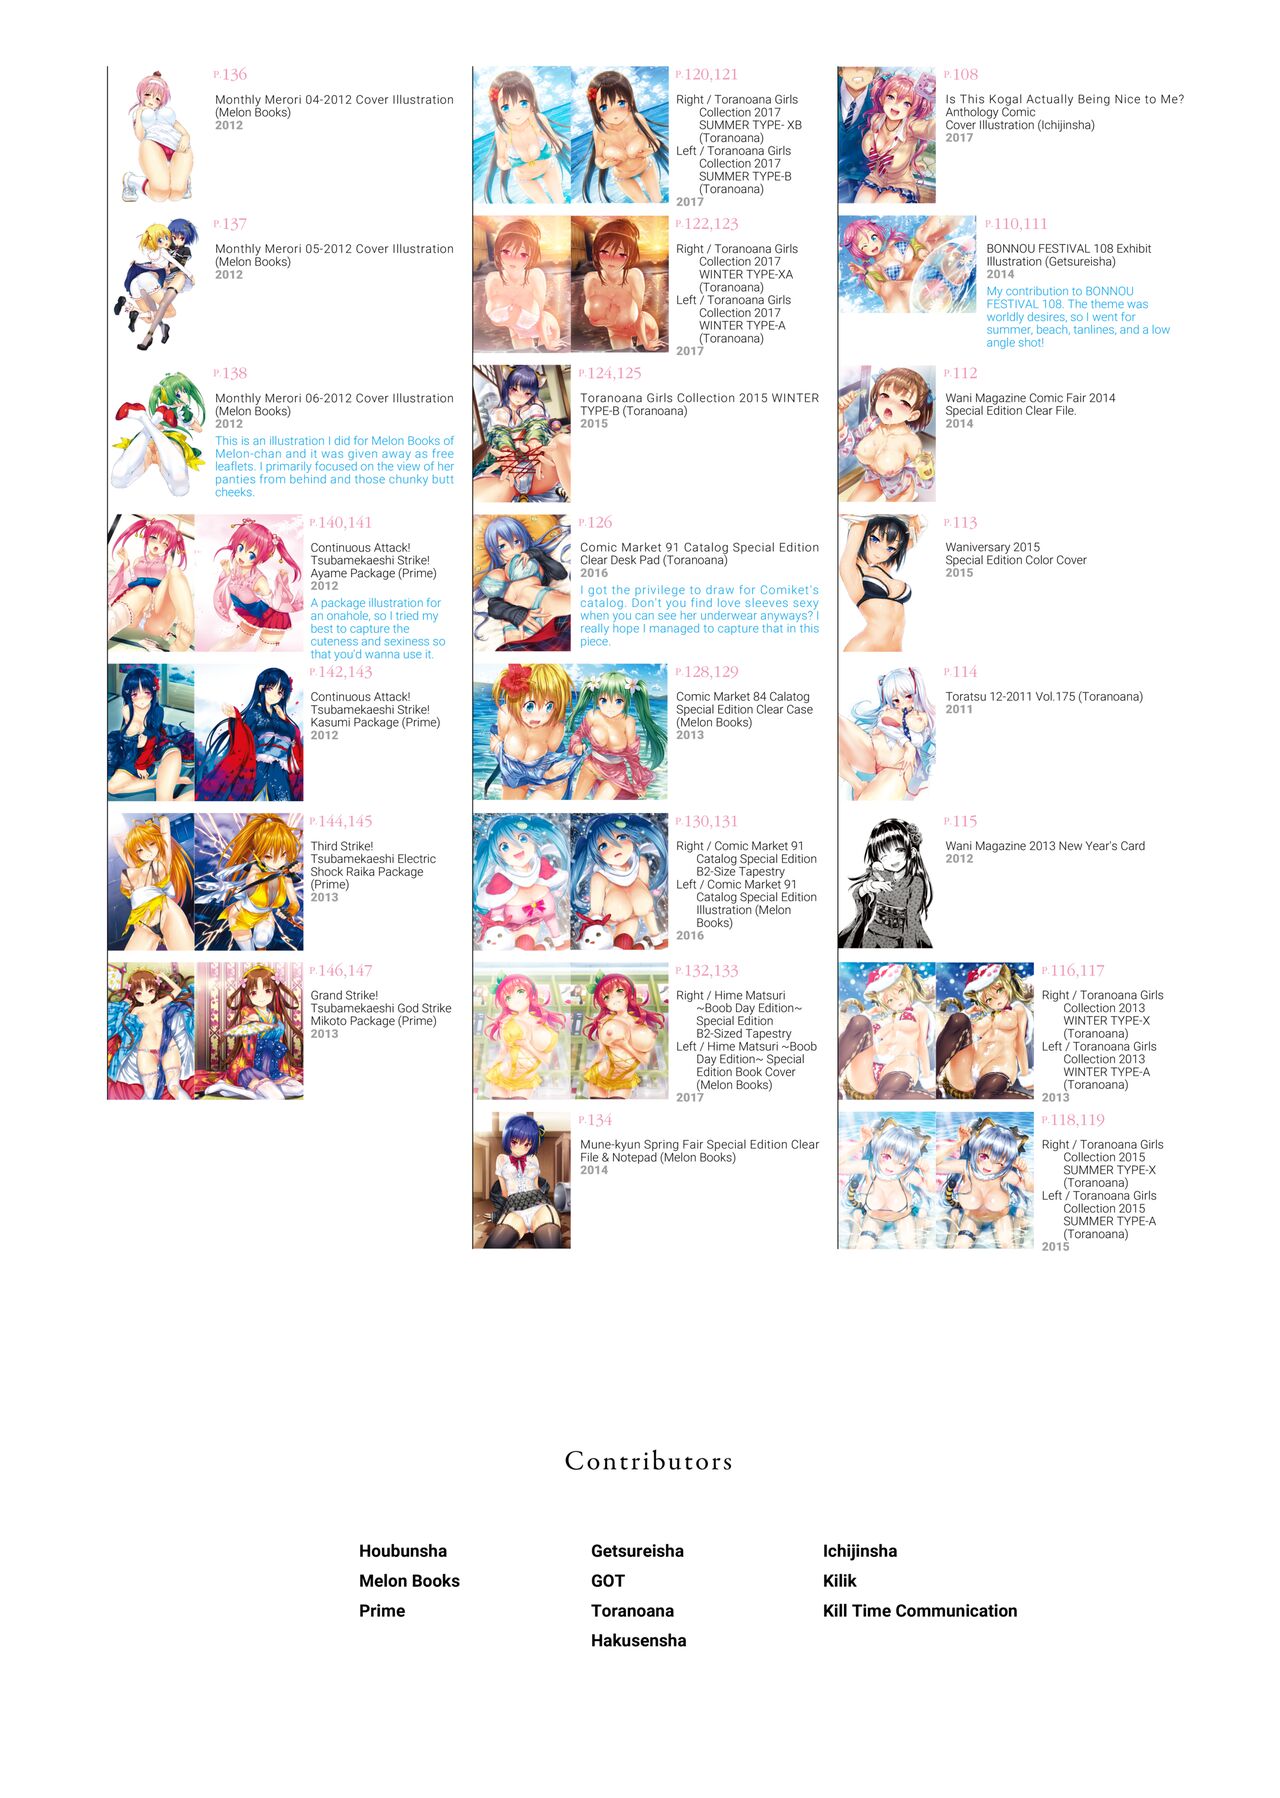 P.136
Monthly Merori 04-2012 Cover Illustration
(Melon Books)
2012
P.137
Monthly Merori 05-2012 Cover Illustration
(Melon Books)
2012
P.138
Monthly Merori 06-2012 Cover Illustration
(Melon Books)
2012
This is an illustration I did for Melon Books of
Melon-chan and it was given away as free
leaflets. I primarily focused on the view of her
panties from behind and those chunky butt
cheeks.
P.140,141
Continuous Attack!
Tsubamekaeshi Strike!
Ayame Package (Prime)
2012
A package illustration for
an onahole, so I tried my
best to capture the
cuteness and sexiness so
that you'd wanna use it.
P.142,143
Continuous Attack!
Tsubamekaeshi Strike!
Kasumi Package (Prime)
2012
P.144,145
Third Strike!
Tsubamekaeshi Electric
Shock Raika Package
(Prime)
2013
P.146,147
Grand Strike!
Tsubamekaeshi God Strike
Mikoto Package (Prime)
2013
P.120,121
Right / Toranoana Girls
Collection 2017
SUMMER TYPE- XB
(Toranoana)
Left / Toranoana Girls
Collection 2017
SUMMER TYPE-B
(Toranoana)
2017
P.122,123
Right / Toranoana Girls
Collection 2017
WINTER TYPE-XA
(Toranoana)
Left / Toranoana Girls
Collection 2017
WINTER TYPE-A
(Toranoana)
2017
P.124,125
Toranoana Girls Collection 2015 WINTER
TYPE-B (Toranoana)
2015
P.126
Comic Market 91 Catalog Special Edition
Clear Desk Pad (Toranoana)
2016
I got the privilege to draw for Comiket's
catalog. Don't you find love sleeves sexy
when you can see her underwear anyways? I
really hope I managed to capture that in this
piece.
P.128,129
Comic Market 84 Calatog
Special Edition Clear Case
(Melon Books)
2013
P.130,131
Right / Comic Market 91
Catalog Special Edition
B2-Size Tapestry
Left / Comic Market 91
Catalog Special Edition
Illustration (Melon
Books)
2016
P.132,133
Right / Hime Matsuri
~Boob Day Edition~
Special Edition
B2-Sized Tapestry
Left / Hime Matsuri ~Boob
Day Edition~ Special
Edition Book Cover
(Melon Books)
2017
P.134
Mune-kyun Spring Fair Special Edition Clear
File & Notepad (Melon Books)
2014
P.108
Is This Kogal Actually Being Nice to Me?
Anthology Comic
Cover Illustration (Ichijinsha)
2017
P.110,111
BONNOU FESTIVAL 108 Exhibit
Illustration (Getsureisha)
2014
My contribution to BONNOU
FESTIVAL 108. The theme was
worldly desires, so I went for
summer, beach, tanlines, and a low
angle shot!
P.112
Wani Magazine Comic Fair 2014
Special Edition Clear File.
2014
P.113
Waniversary 2015
Special Edition Color Cover
2015
P.114
Toratsu 12-2011 Vol.175 (Toranoana)
2011
P.115
Wani Magazine 2013 New Year's Card
2012
P.116,117
Right / Toranoana Girls
Collection 2013
WINTER TYPE-X
(Toranoana)
Left / Toranoana Girls
Collection 2013
WINTER TYPE-A
(Toranoana)
2013
P.118,119
Right / Toranoana Girls
Collection 2015
SUMMER TYPE-X
(Toranoana)
Left / Toranoana Girls
Collection 2015
SUMMER TYPE-A
(Toranoana)
2015
Contributors
Houbunsha
Melon Books
Prime
Getsureisha
GOT
Toranoana
Hakusensha
Ichijinsha
Kilik
Kill Time Communication